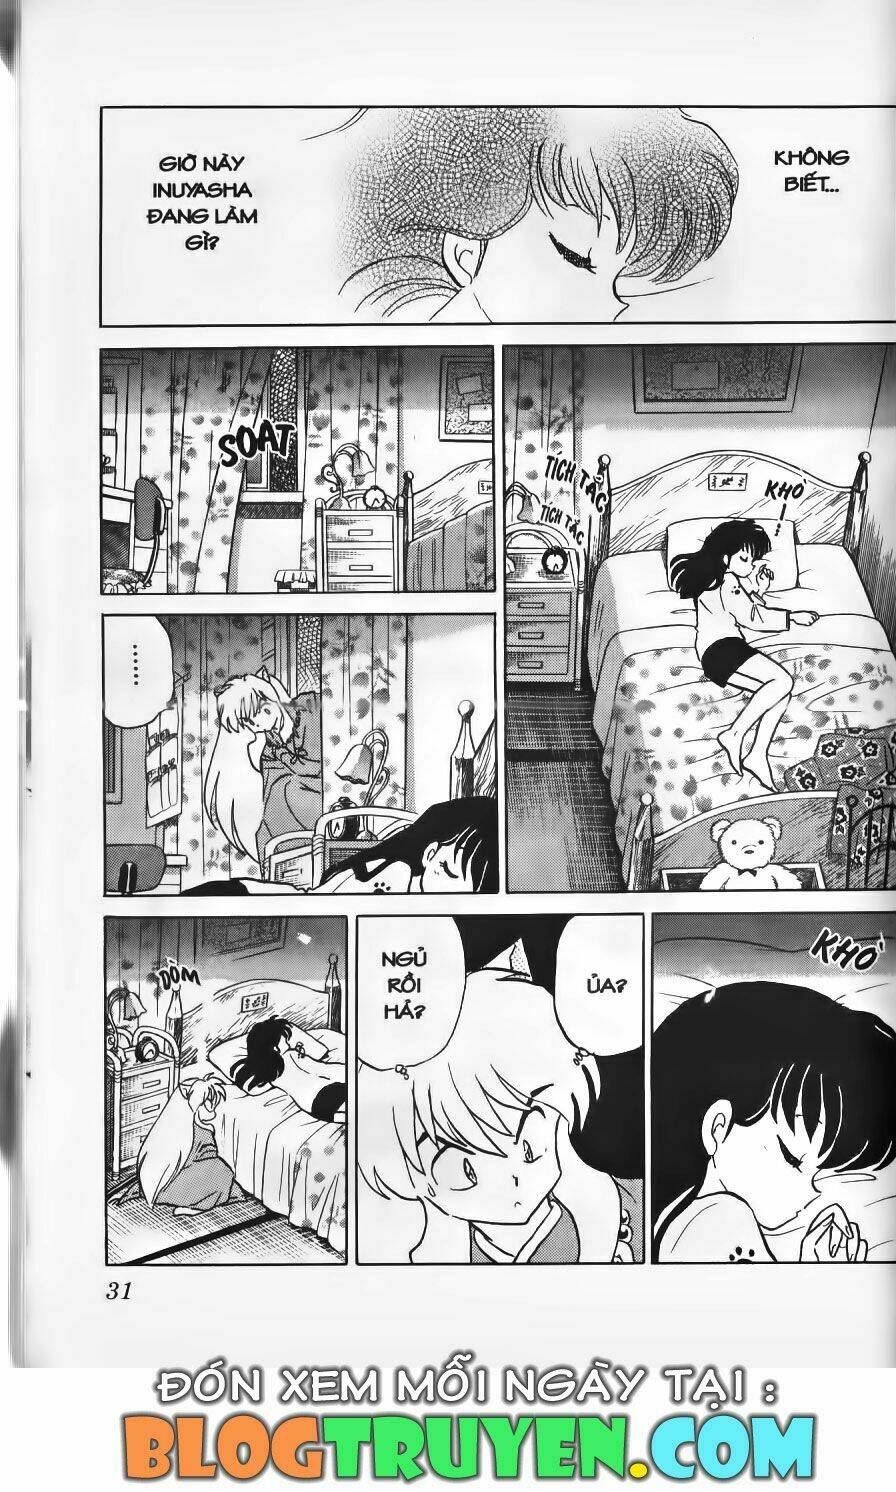 KHÔNG
BIẾT...
GIỜ NÀY
INUYASHA
ĐANG LÀM
GÌ?
TÍCH TẮC
TÍCH TẮC
KHÒ
...
SOẠT
.......
KHÒ
ỦA?
NGỦ
RỒI
HẢ?
DÒM
31
ĐÓN XEM MỖI NGÀY TẠI :
BLOGTRUYEN.COM